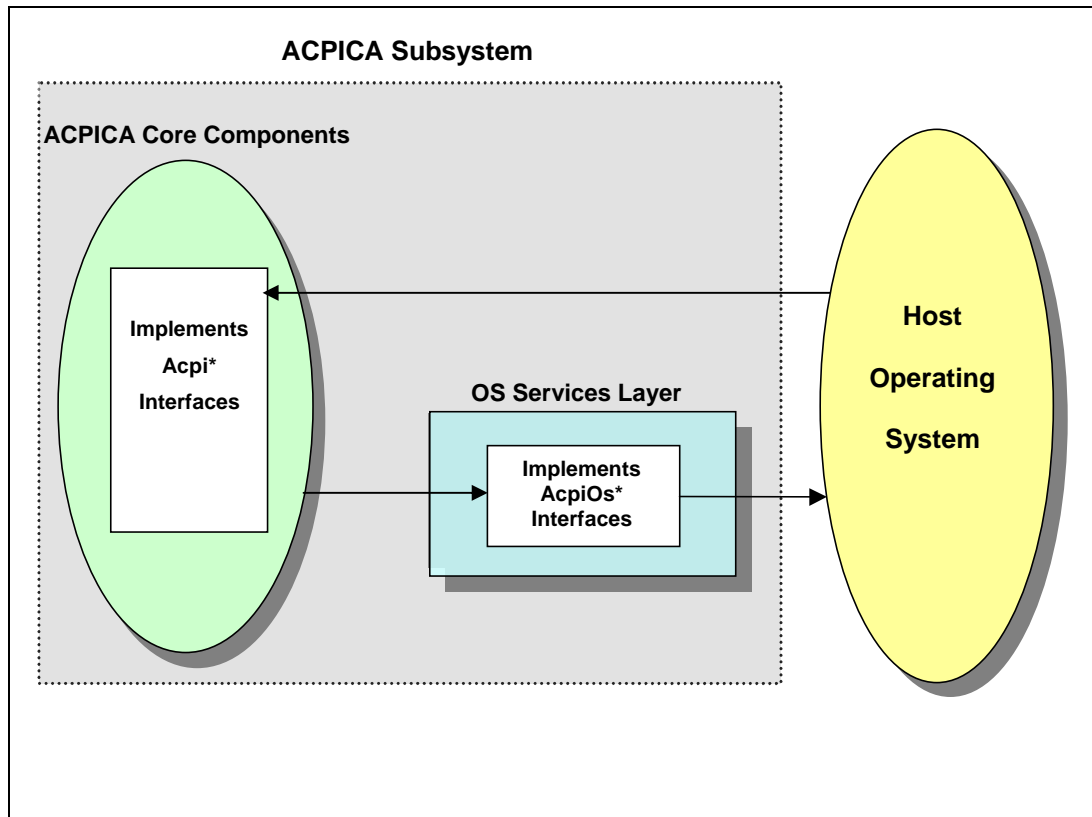 ACPICA Subsystem
ACPICA Core Components
Implements
Acpi*
Interfaces
OS Services Layer
Implements
AcpiOs*
Interfaces
Host
Operating
System